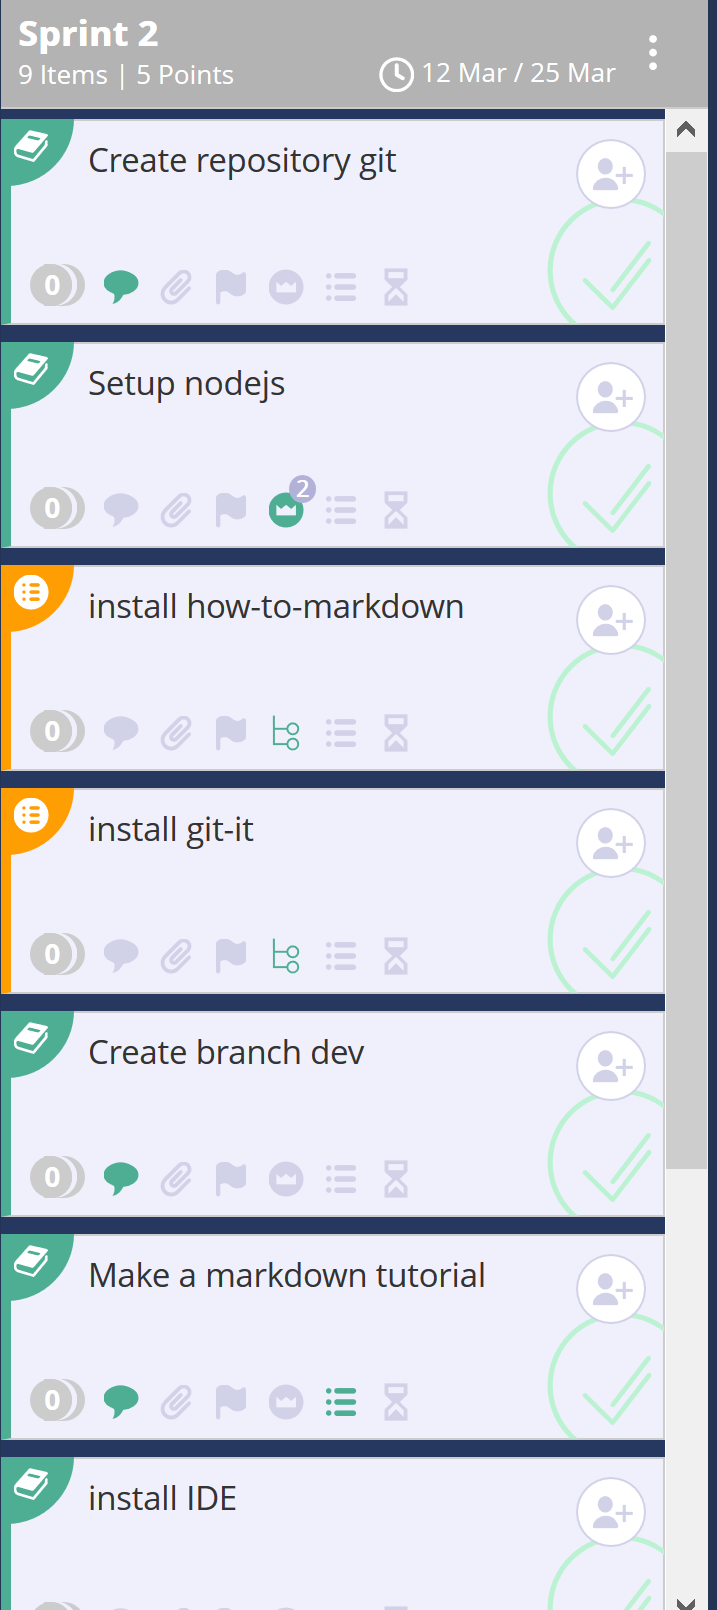 Sprint 2
9 Items | 5 Points
12 Mar / 25 Mar
Create repository git
0
Setup nodejs
0
2
install how-to-markdown
0
install git-it
0
Create branch dev
0
Make a markdown tutorial
0
install IDE